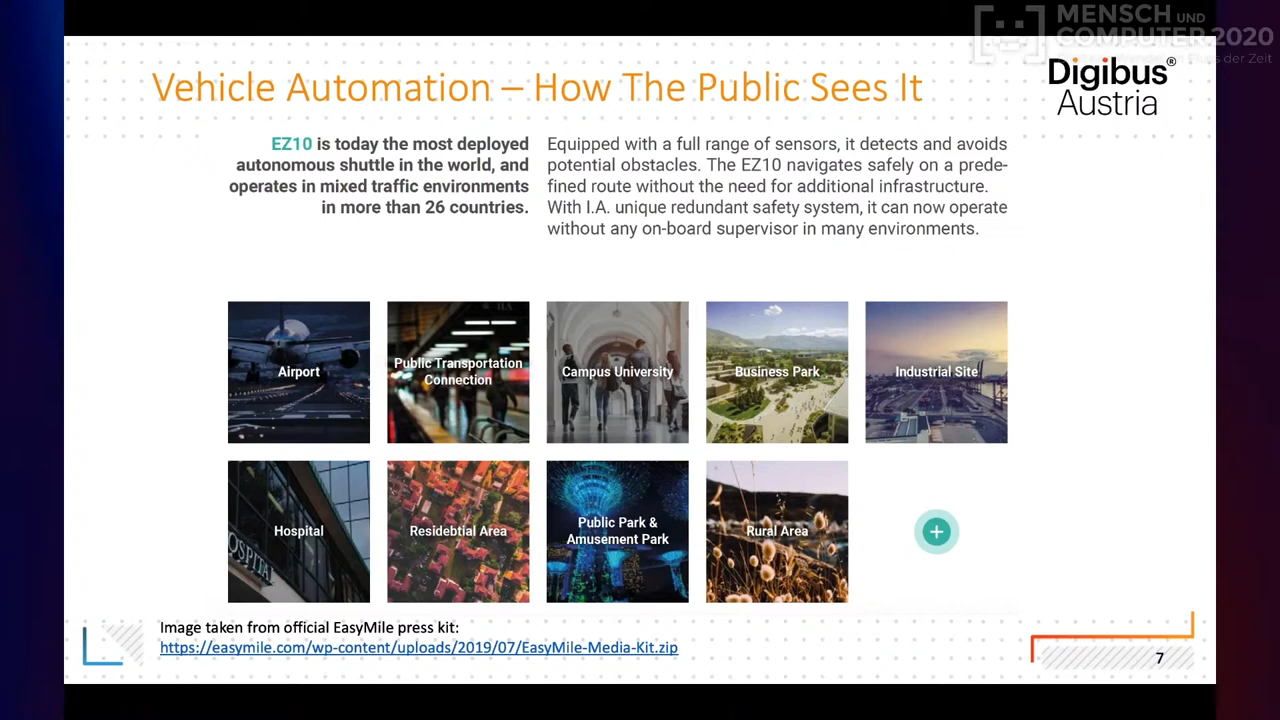 MENSCH UND
COMPUTER 2020
der Zeit
Vehicle Automation – How The Public Sees It
Digibus®
Austria
EZ10 is today the most deployed
autonomous shuttle in the world, and
operates in mixed traffic environments
in more than 26 countries.
Equipped with a full range of sensors, it detects and avoids
potential obstacles. The EZ10 navigates safely on a prede-
fined route without the need for additional infrastructure.
With I.A. unique redundant safety system, it can now operate
without any on-board supervisor in many environments.
Airport
Public Transportation
Connection
Campus University
Business Park
Industrial Site
Hospital
OSPITAL
Residebtial Area
Public Park &
Amusement Park
Rural Area
Image taken from official EasyMile press kit:
https://easymile.com/wp-content/uploads/2019/07/EasyMile-Media-Kit.zip
7